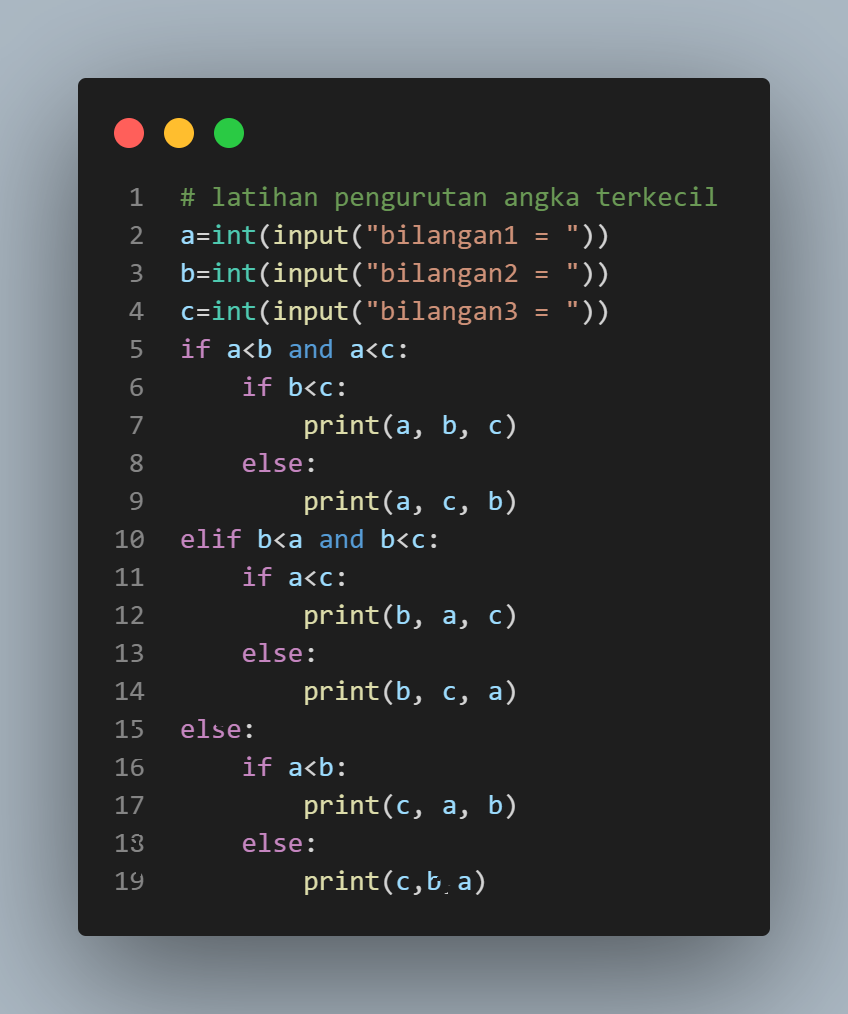 1 # latihan pengurutan angka terkecil
2 a=int(input("bilangan1 = "))
3 b=int(input("bilangan2 = "))
4 c=int(input("bilangan3 = "))
5 if a<b and a<c:
6     if b<c:
7         print(a, b, c)
8     else:
9         print(a, c, b)
10 elif b<a and b<c:
11     if a<c:
12         print(b, a, c)
13     else:
14         print(b, c, a)
15 else:
16     if a<b:
17         print(c, a, b)
18     else:
19         print(c,b,a)